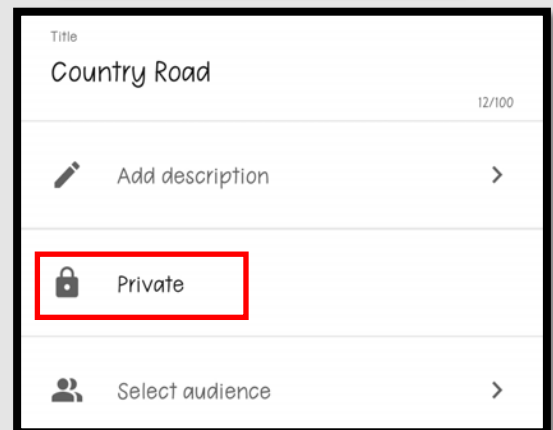 Title
Country Road
12/100
Add description
Private
Select audience